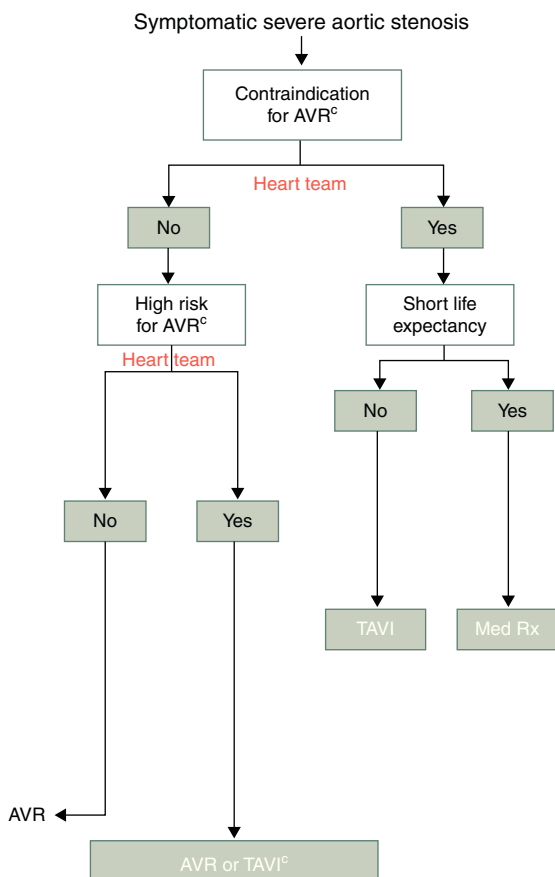 Symptomatic severe aortic stenosis
Contraindication
for AVRᶜ
Heart team
No
Yes
High risk
for AVRᶜ
Short life
expectancy
Heart team
No
Yes
No
Yes
TAVI
Med Rx
AVR
AVR or TAVIᶜ